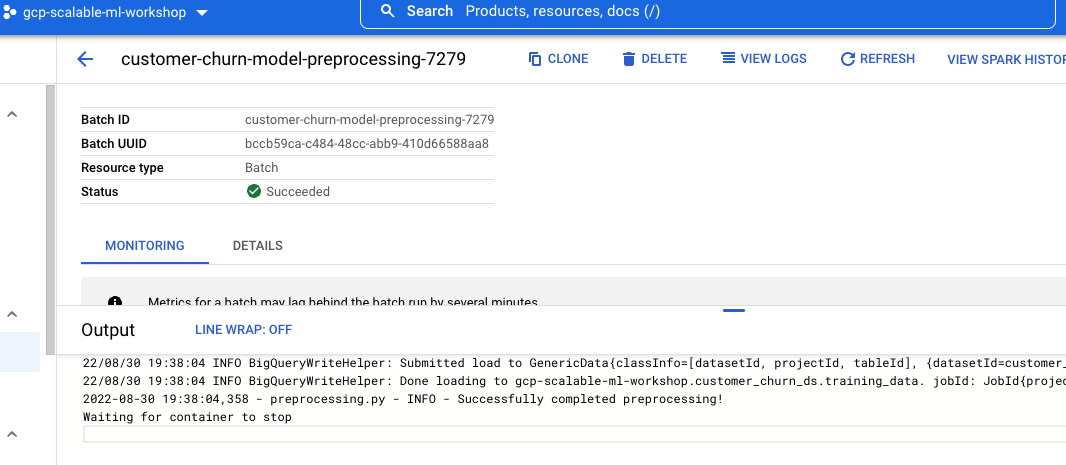 gcp-scalable-ml-workshop Search Products, resources, docs (/)
customer-churn-model-preprocessing-7279 CLONE DELETE VIEW LOGS REFRESH VIEW SPARK HISTOR
Batch ID customer-churn-model-preprocessing-7279
Batch UUID bccb59ca-c484-48cc-abb9-410d66588aa8
Resource type Batch
Status Succeeded
MONITORING DETAILS
Metrics for a batch may lag behind the batch run by several minutes
Output LINE WRAP: OFF
22/08/30 19:38:04 INFO BigQueryWriteHelper: Submitted load to GenericData{classInfo=[datasetId, projectId, tableId], {datasetId=customer_
22/08/30 19:38:04 INFO BigQueryWriteHelper: Done loading to gcp-scalable-ml-workshop.customer_churn_ds.training_data. jobId: JobId{projec
2022-08-30 19:38:04,358 - preprocessing.py - INFO - Successfully completed preprocessing!
Waiting for container to stop